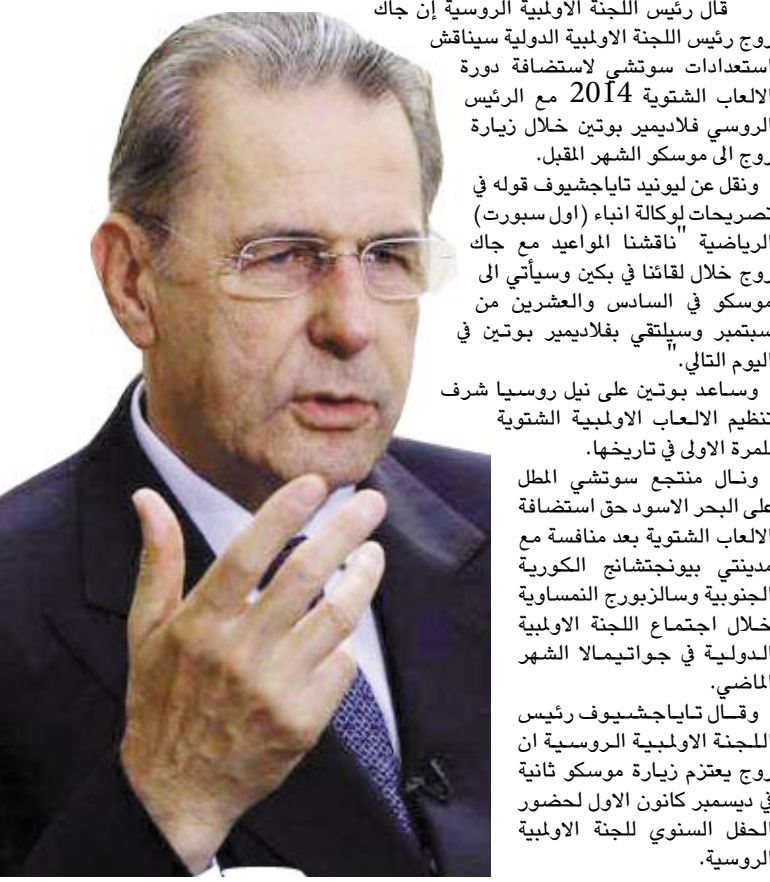 قال رئيس اللجنة الاولمبية الروسية إن جاك
روج رئيس اللجنة الاولمبية الدولية سيناقش
استعدادات سوتشي لاستضافة دورة
الالعاب الشتوية 2014 مع الرئيس
الروسي فلاديمير بوتين خلال زيارة
روج الى موسكو الشهر المقبل.
ونقل عن ليونيد تاياجشيوف قوله في
تصريحات لوكالة انباء (اول سبورت)
الرياضية "ناقشنا المواعيد مع جاك
روج خلال لقائنا في بكين وسيأتي الى
موسكو في السادس والعشرين من
سبتمبر وسيلتقي بفلاديمير بوتين في
اليوم التالي."
وساعد بوتين على نيل روسيا شرف
تنظيم الالعاب الاولمبية الشتوية
للمرة الاولى في تاريخها.
ونال منتجع سوتشي المطل
على البحر الاسود حق استضافة
الالعاب الشتوية بعد منافسة مع
مدينتي بيونجتشانج الكورية
الجنوبية وسالزبورج النمساوية
خلال اجتماع اللجنة الاولمبية
الدولية في جواتيمالا الشهر
الماضي.
وقال تاياجشيوف رئيس
اللجنة الاولمبية الروسية ان
روج يعتزم زيارة موسكو ثانية
في ديسمبر كانون الاول لحضور
الحفل السنوي للجنة الاولمبية
الروسية.